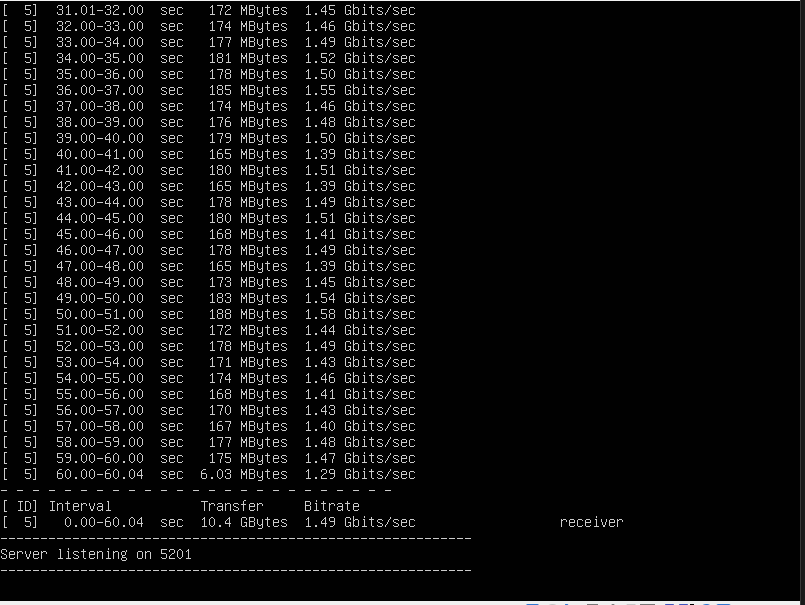 [  5]  31.01-32.00  sec   172 MBytes  1.45 Gbits/sec
[  5]  32.00-33.00  sec   174 MBytes  1.46 Gbits/sec
[  5]  33.00-34.00  sec   177 MBytes  1.49 Gbits/sec
[  5]  34.00-35.00  sec   181 MBytes  1.52 Gbits/sec
[  5]  35.00-36.00  sec   178 MBytes  1.50 Gbits/sec
[  5]  36.00-37.00  sec   185 MBytes  1.55 Gbits/sec
[  5]  37.00-38.00  sec   174 MBytes  1.46 Gbits/sec
[  5]  38.00-39.00  sec   176 MBytes  1.48 Gbits/sec
[  5]  39.00-40.00  sec   179 MBytes  1.50 Gbits/sec
[  5]  40.00-41.00  sec   165 MBytes  1.39 Gbits/sec
[  5]  41.00-42.00  sec   180 MBytes  1.51 Gbits/sec
[  5]  42.00-43.00  sec   165 MBytes  1.39 Gbits/sec
[  5]  43.00-44.00  sec   178 MBytes  1.49 Gbits/sec
[  5]  44.00-45.00  sec   180 MBytes  1.51 Gbits/sec
[  5]  45.00-46.00  sec   168 MBytes  1.41 Gbits/sec
[  5]  46.00-47.00  sec   178 MBytes  1.49 Gbits/sec
[  5]  47.00-48.00  sec   165 MBytes  1.39 Gbits/sec
[  5]  48.00-49.00  sec   173 MBytes  1.45 Gbits/sec
[  5]  49.00-50.00  sec   183 MBytes  1.54 Gbits/sec
[  5]  50.00-51.00  sec   188 MBytes  1.58 Gbits/sec
[  5]  51.00-52.00  sec   172 MBytes  1.44 Gbits/sec
[  5]  52.00-53.00  sec   178 MBytes  1.49 Gbits/sec
[  5]  53.00-54.00  sec   171 MBytes  1.43 Gbits/sec
[  5]  54.00-55.00  sec   174 MBytes  1.46 Gbits/sec
[  5]  55.00-56.00  sec   168 MBytes  1.41 Gbits/sec
[  5]  56.00-57.00  sec   170 MBytes  1.43 Gbits/sec
[  5]  57.00-58.00  sec   167 MBytes  1.40 Gbits/sec
[  5]  58.00-59.00  sec   177 MBytes  1.48 Gbits/sec
[  5]  59.00-60.00  sec   175 MBytes  1.47 Gbits/sec
[  5]  60.00-60.04  sec  6.03 MBytes  1.29 Gbits/sec
- - - - - - - - - - - - - - - - - - - - - - - - -
[ ID] Interval           Transfer     Bitrate
[  5]   0.00-60.04  sec  10.4 GBytes  1.49 Gbits/sec                  receiver
-----------------------------------------------------------
Server listening on 5201
-----------------------------------------------------------